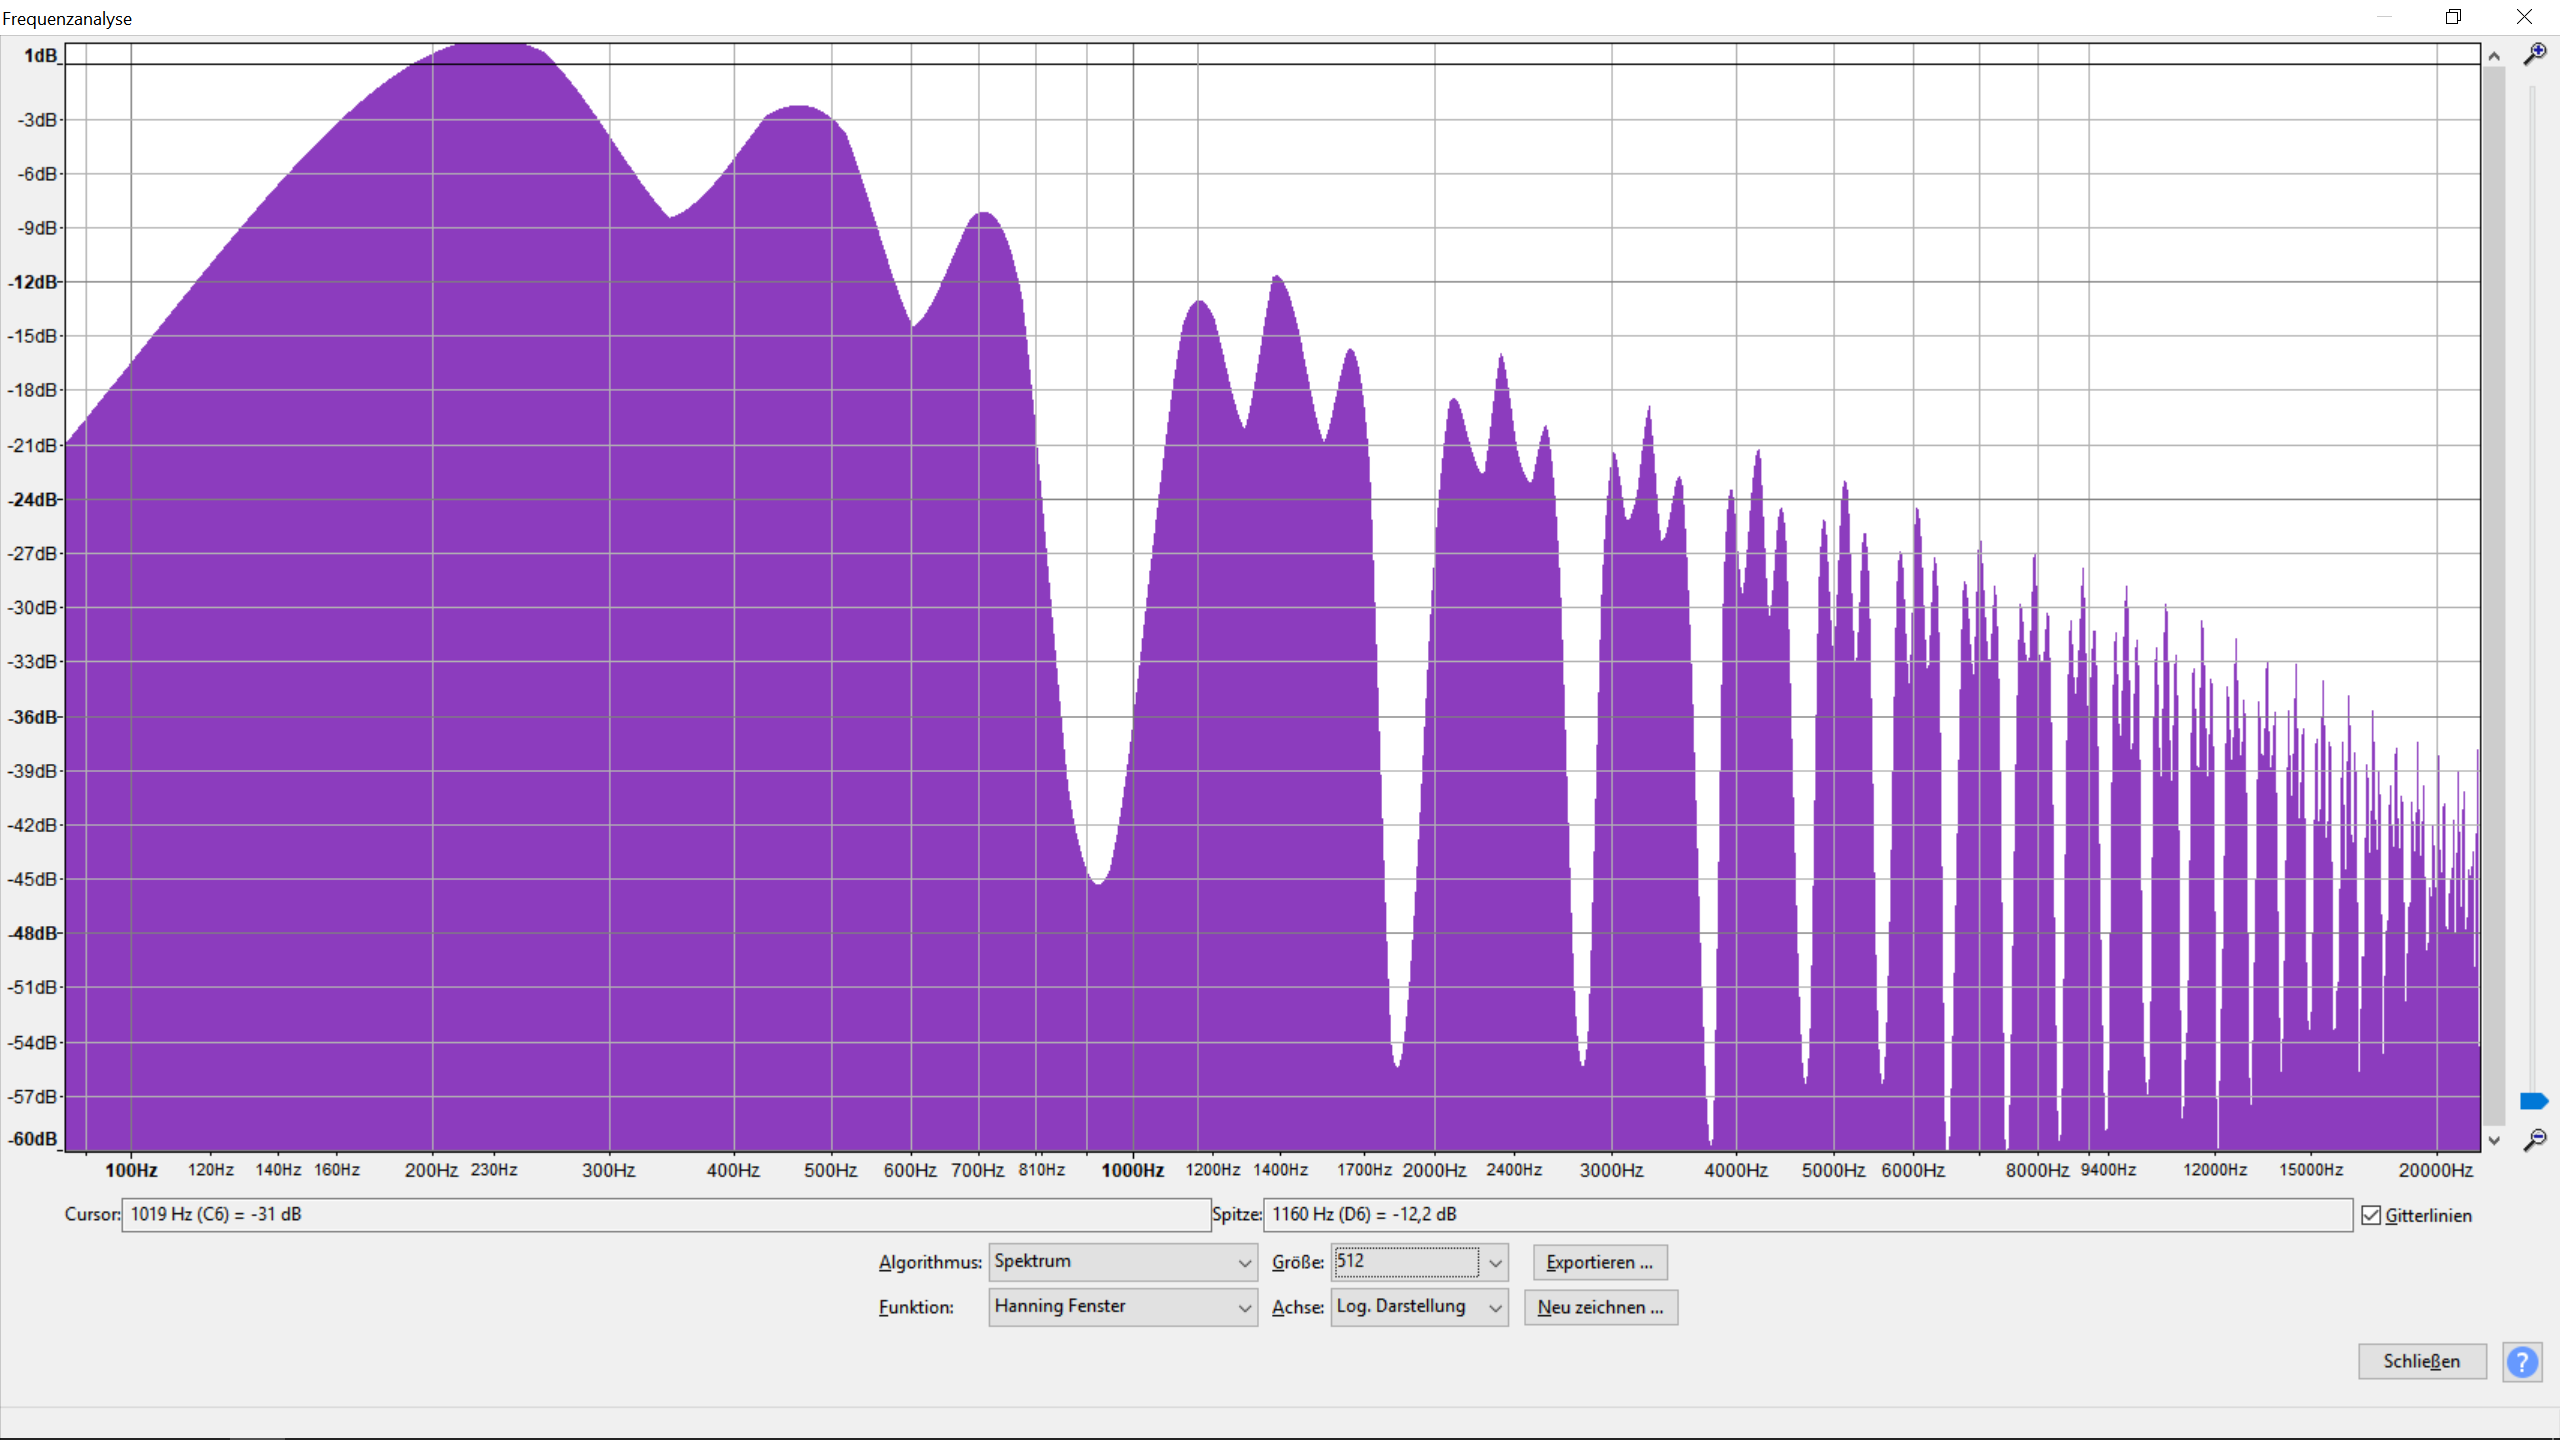 Frequenzanalyse
1dB
-3dB
-6dB
-9dB
-12dB
-15dB
-18dB
-21dB
-24dB
-27dB
-30dB
-33dB
-36dB
-39dB
-42dB
-45dB
-48dB
-51dB
-54dB
-57dB
-60dB
100Hz 120Hz 140Hz 160Hz 200Hz 230Hz 300Hz 400Hz 500Hz 600Hz 700Hz 810Hz 1000Hz 1200Hz 1400Hz 1700Hz 2000Hz 2400Hz 3000Hz 4000Hz 5000Hz 6000Hz 8000Hz 9400Hz 12000Hz 15000Hz 20000Hz
Cursor: 1019 Hz (C6) = -31 dB Spitze: 1160 Hz (D6) = -12,2 dB Gitterlinien
Algorithmus: Spektrum Größe: 512 Exportieren ...
Funktion: Hanning Fenster Achse: Log. Darstellung Neu zeichnen ...
Schließen ?